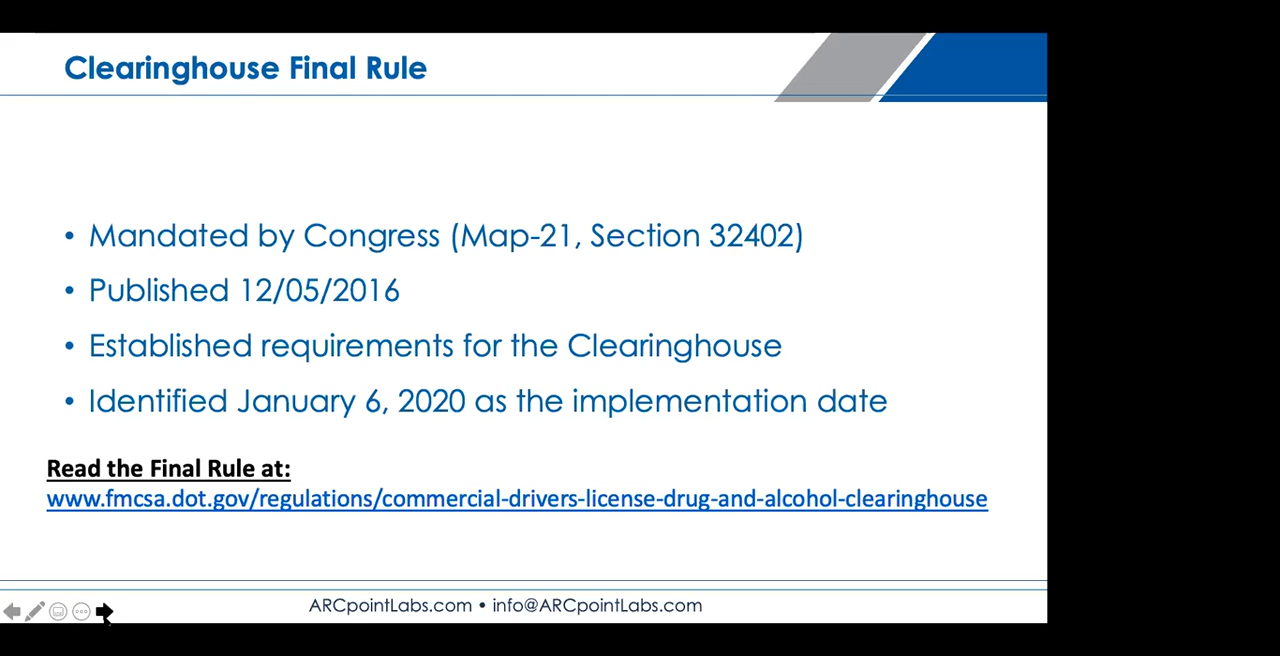 Clearinghouse Final Rule
• Mandated by Congress (Map-21, Section 32402)
• Published 12/05/2016
• Established requirements for the Clearinghouse
• Identified January 6, 2020 as the implementation date
Read the Final Rule at:
www.fmcsa.dot.gov/regulations/commercial-drivers-license-drug-and-alcohol-clearinghouse
ARCpointLabs.com • info@ARCpointLabs.com